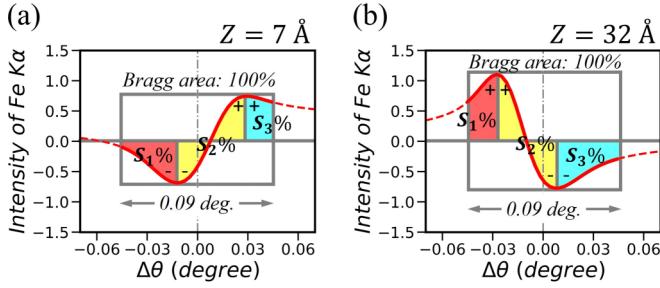 (a)
Z = 7 Å
Intensity of Fe Kα
1.5
1.0
0.5
0.0
−0.5
−1.0
−1.5
Bragg area: 100%
+ +
S₁%
S₂%
S₃%
- -
0.09 deg.
−0.06
−0.03
0.00
0.03
0.06
Δθ (degree)
(b)
Z = 32 Å
Intensity of Fe Kα
1.5
1.0
0.5
0.0
−0.5
−1.0
−1.5
Bragg area: 100%
+ +
S₁%
S₂%
S₃%
- -
0.09 deg.
−0.06
−0.03
0.00
0.03
0.06
Δθ (degree)